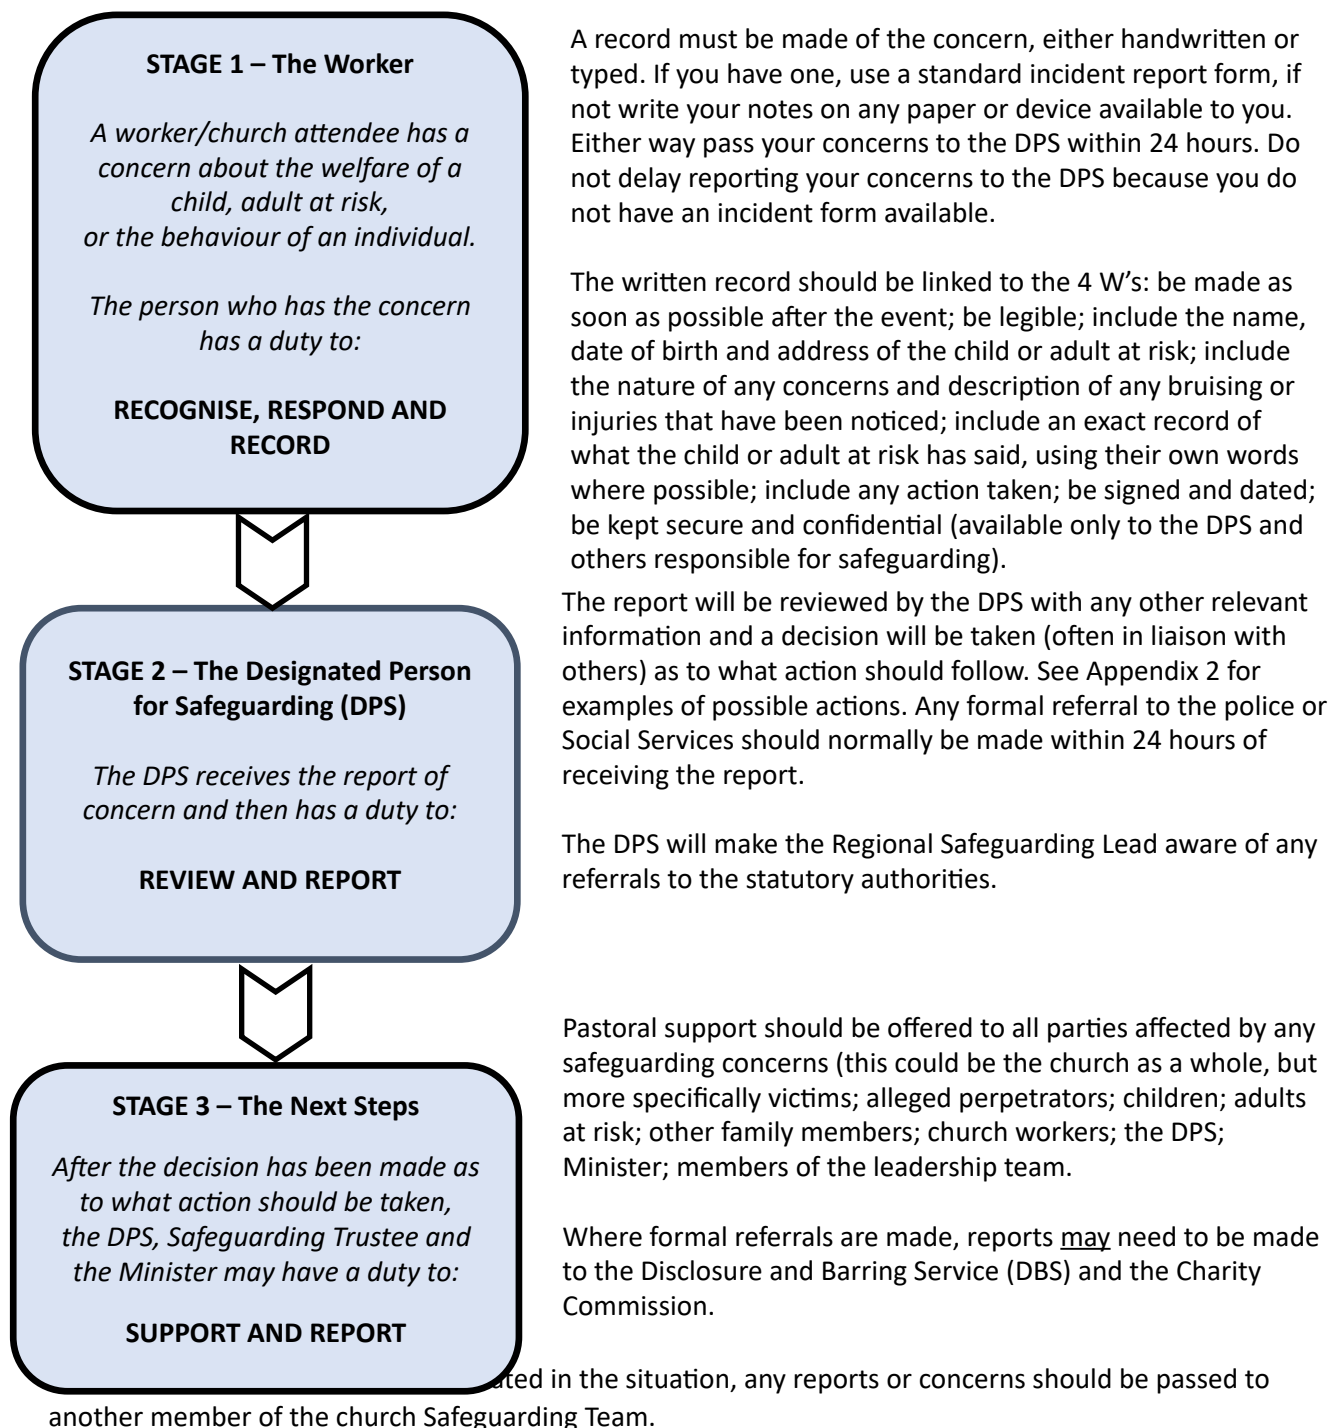 STAGE 1 – The Worker
A worker/church attendee has a
concern about the welfare of a
child, adult at risk,
or the behaviour of an individual.
The person who has the concern
has a duty to:
RECOGNISE, RESPOND AND
RECORD
A record must be made of the concern, either handwritten or
typed. If you have one, use a standard incident report form, if
not write your notes on any paper or device available to you.
Either way pass your concerns to the DPS within 24 hours. Do
not delay reporting your concerns to the DPS because you do
not have an incident form available.
The written record should be linked to the 4 W’s: be made as
soon as possible after the event; be legible; include the name,
date of birth and address of the child or adult at risk; include
the nature of any concerns and description of any bruising or
injuries that have been noticed; include an exact record of
what the child or adult at risk has said, using their own words
where possible; include any action taken; be signed and dated;
be kept secure and confidential (available only to the DPS and
others responsible for safeguarding).
STAGE 2 – The Designated Person
for Safeguarding (DPS)
The DPS receives the report of
concern and then has a duty to:
REVIEW AND REPORT
The report will be reviewed by the DPS with any other relevant
information and a decision will be taken (often in liaison with
others) as to what action should follow. See Appendix 2 for
examples of possible actions. Any formal referral to the police or
Social Services should normally be made within 24 hours of
receiving the report.
The DPS will make the Regional Safeguarding Lead aware of any
referrals to the statutory authorities.
STAGE 3 – The Next Steps
After the decision has been made as
to what action should be taken,
the DPS, Safeguarding Trustee and
the Minister may have a duty to:
SUPPORT AND REPORT
Pastoral support should be offered to all parties affected by any
safeguarding concerns (this could be the church as a whole, but
more specifically victims; alleged perpetrators; children; adults
at risk; other family members; church workers; the DPS;
Minister; members of the leadership team.
Where formal referrals are made, reports may need to be made
to the Disclosure and Barring Service (DBS) and the Charity
Commission.
in the situation, any reports or concerns should be passed to
another member of the church Safeguarding Team.